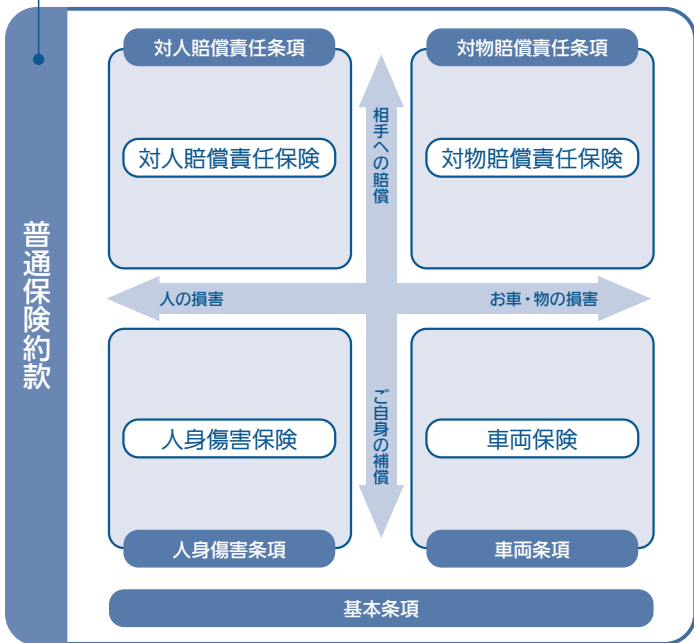 普通保険約款
対人賠償責任条項
対人賠償責任保険
対物賠償責任条項
対物賠償責任保険
相手への賠償
人の損害
お車・物の損害
ご自身の補償
人身傷害保険
人身傷害条項
車両保険
車両条項
基本条項